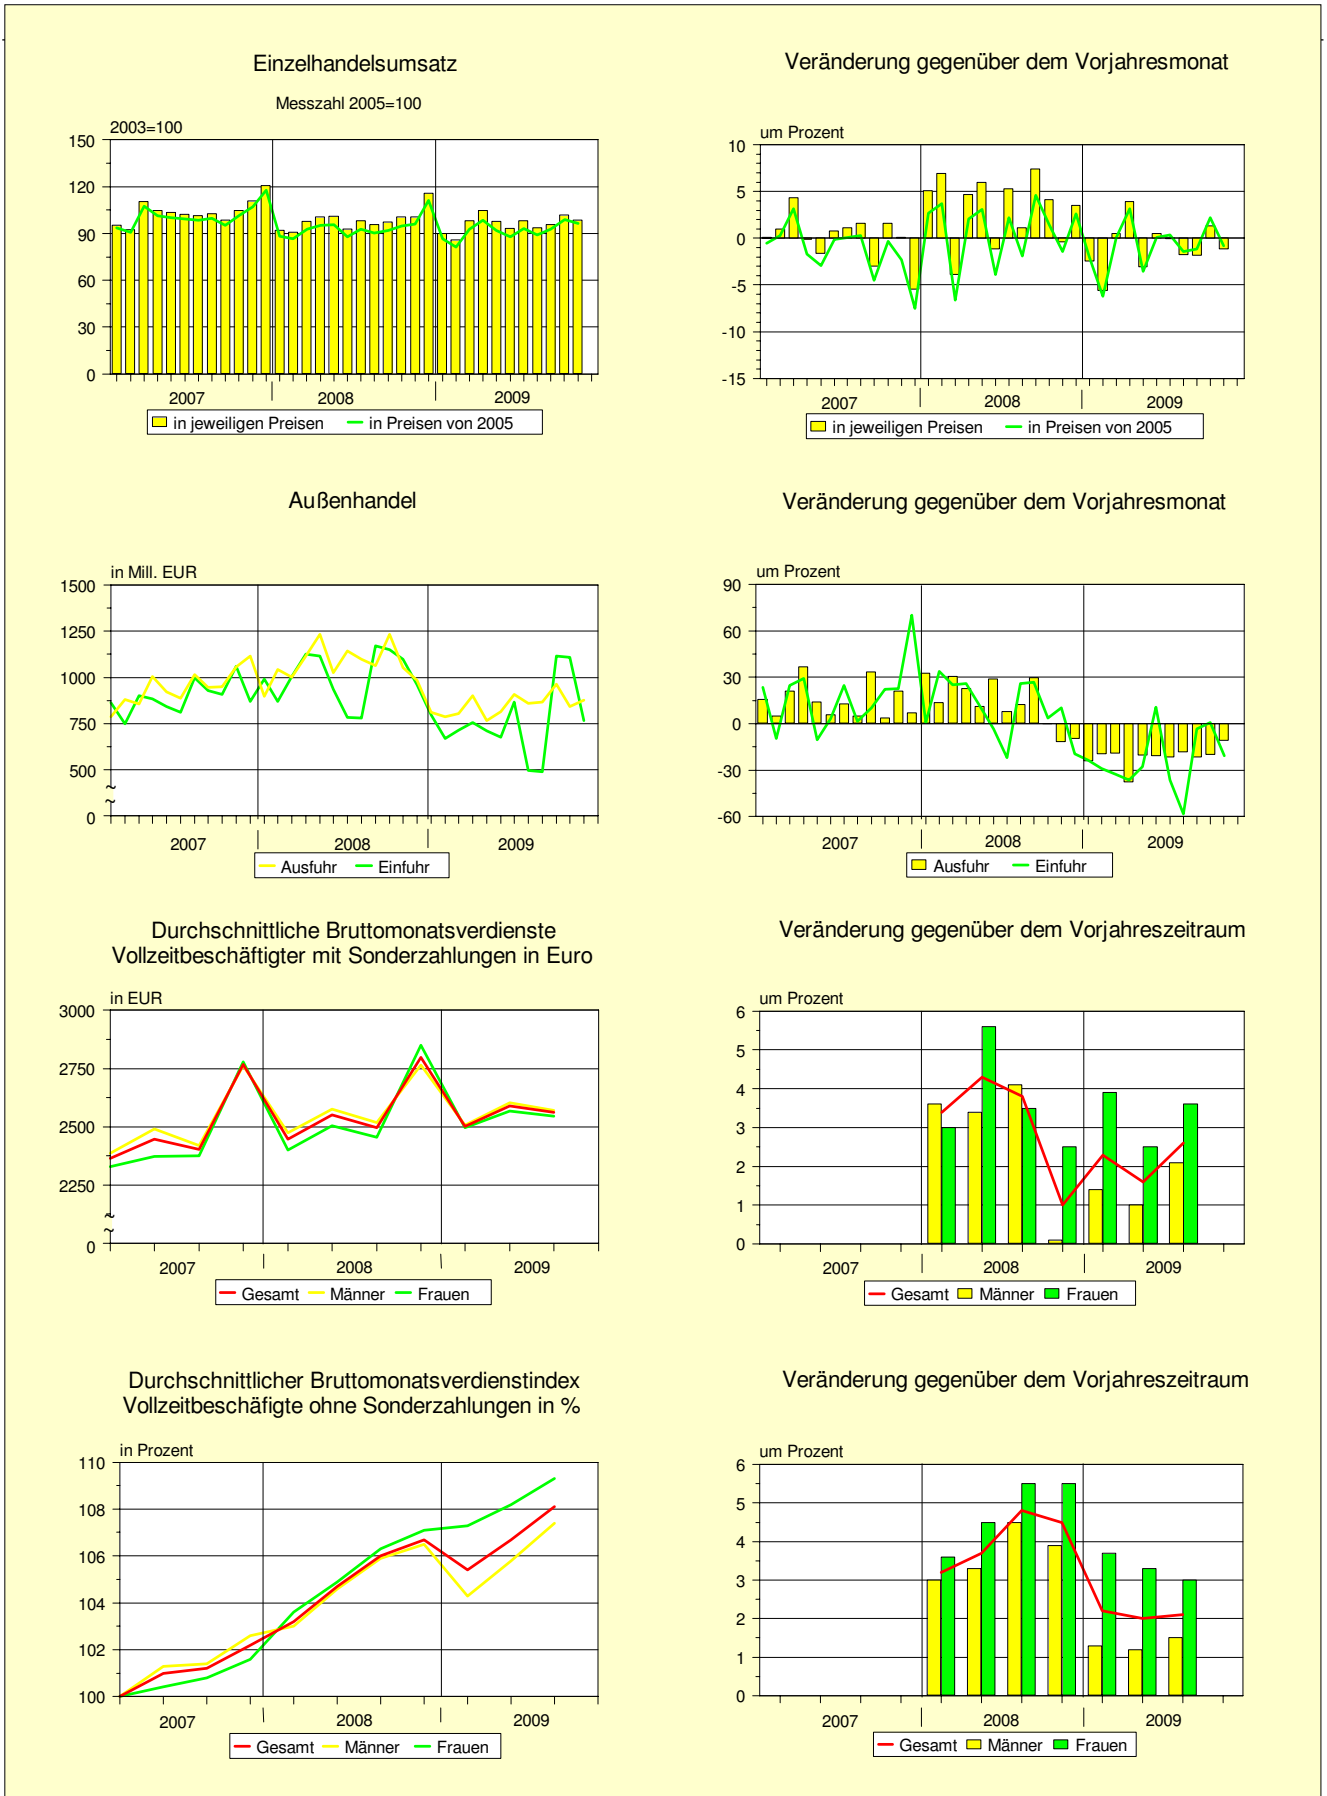 Einzelhandelsumsatz
Messzahl 2005=100
2003=100
150
120
90
60
30
0
2007
2008
2009
in jeweiligen Preisen
in Preisen von 2005
Veränderung gegenüber dem Vorjahresmonat
um Prozent
10
5
0
-5
-10
-15
2007
2008
2009
in jeweiligen Preisen
in Preisen von 2005
Außenhandel
in Mill. EUR
1500
1250
1000
750
500
0
2007
2008
2009
Ausfuhr
Einfuhr
Veränderung gegenüber dem Vorjahresmonat
um Prozent
90
60
30
0
-30
-60
2007
2008
2009
Ausfuhr
Einfuhr
Durchschnittliche Bruttomonatsverdienste
Vollzeitbeschäftigter mit Sonderzahlungen in Euro
in EUR
3000
2750
2500
2250
0
2007
2008
2009
Gesamt
Männer
Frauen
Veränderung gegenüber dem Vorjahreszeitraum
um Prozent
6
5
4
3
2
1
0
2007
2008
2009
Gesamt
Männer
Frauen
Durchschnittlicher Bruttomonatsverdienstindex
Vollzeitbeschäfigte ohne Sonderzahlungen in %
in Prozent
110
108
106
104
102
100
2007
2008
2009
Gesamt
Männer
Frauen
Veränderung gegenüber dem Vorjahreszeitraum
um Prozent
6
5
4
3
2
1
0
2007
2008
2009
Gesamt
Männer
Frauen